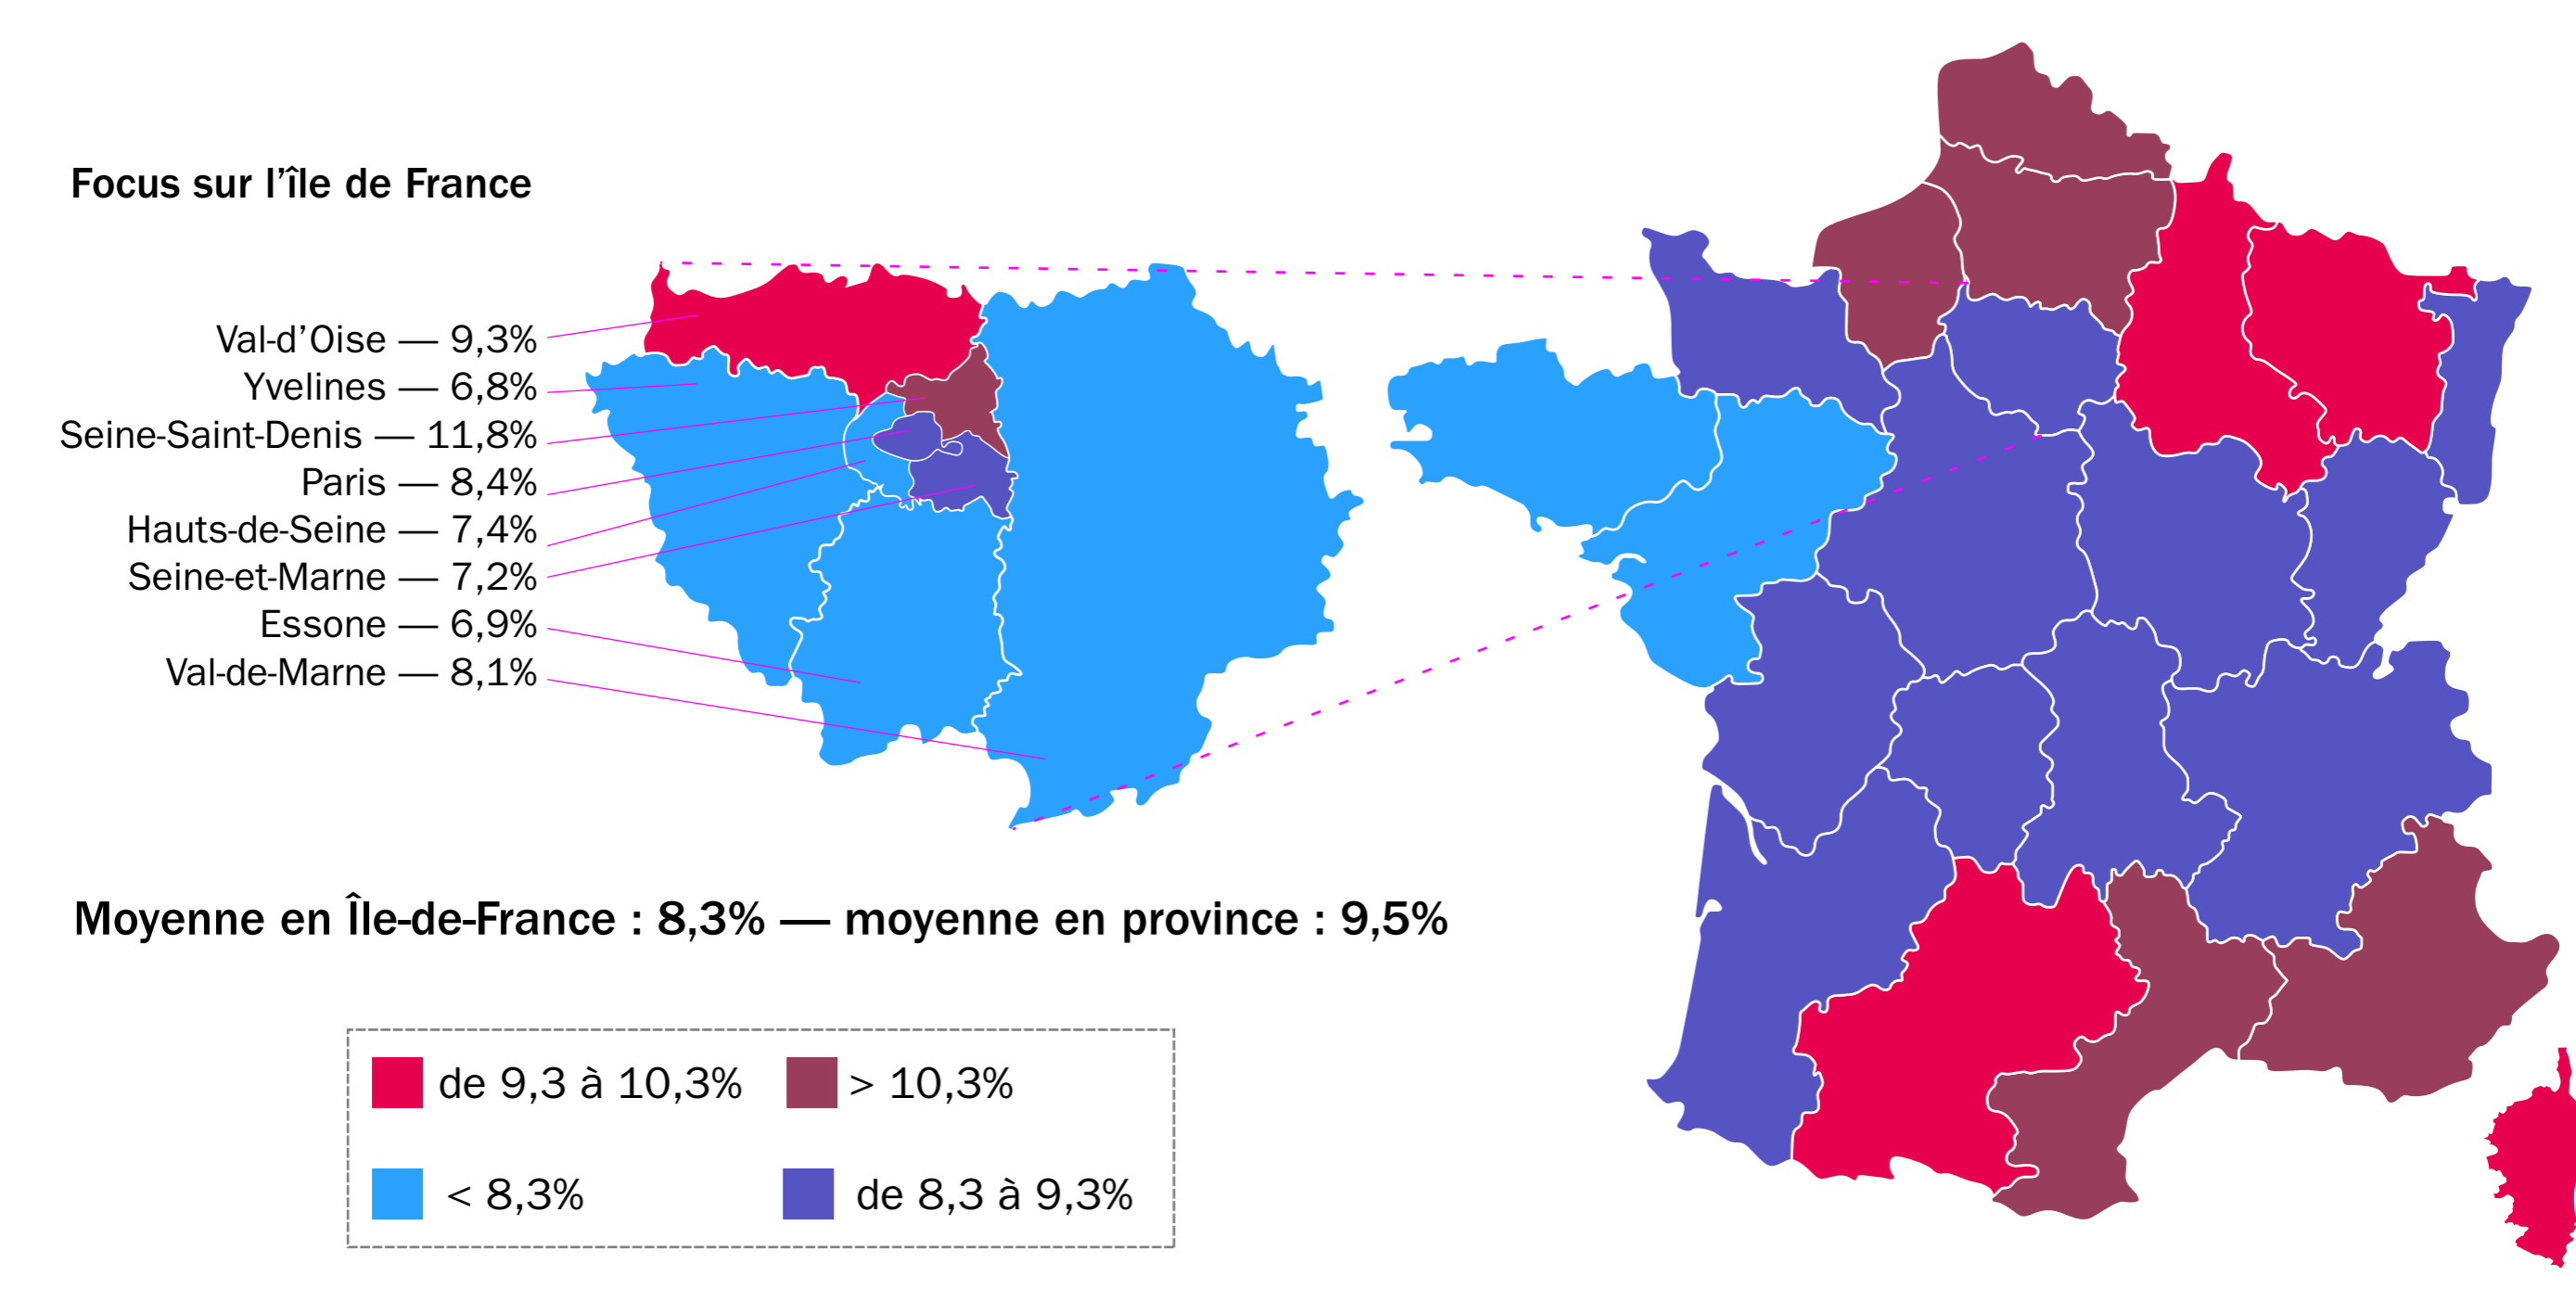 Focus sur l’île de France
Val-d’Oise — 9,3%
Yvelines — 6,8%
Seine-Saint-Denis — 11,8%
Paris — 8,4%
Hauts-de-Seine — 7,4%
Seine-et-Marne — 7,2%
Essone — 6,9%
Val-de-Marne — 8,1%
Moyenne en Île-de-France : 8,3% — moyenne en province : 9,5%
de 9,3 à 10,3%
> 10,3%
< 8,3%
de 8,3 à 9,3%